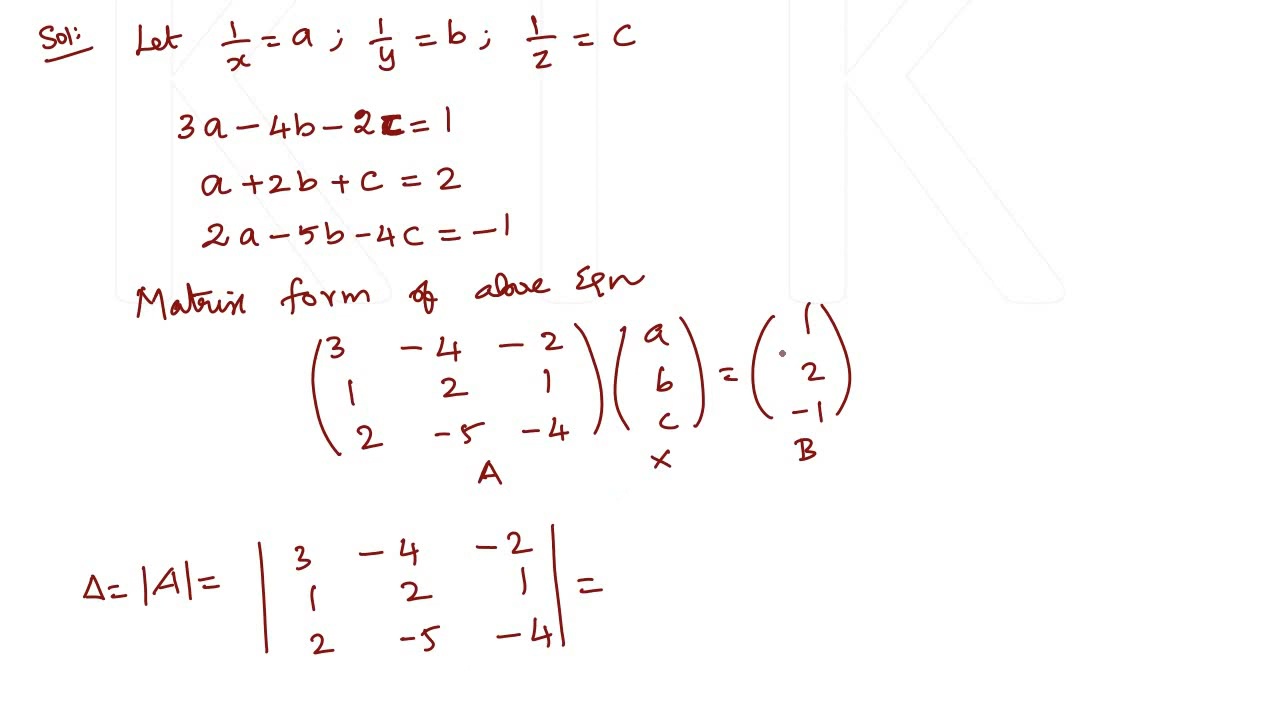 Sol: Let 1/x = a ; 1/y = b ; 1/z = c
3a - 4b - 2c = 1
a + 2b + c = 2
2a - 5b - 4c = -1
Matrix form of above Eqn
(3 -4 -2) (a) = (1)
(1 2 1) (b) (2)
(2 -5 -4) (c) (-1)
A X B
| 3 -4 -2 |
Δ = |A| = | 1 2 1 | =
| 2 -5 -4 |